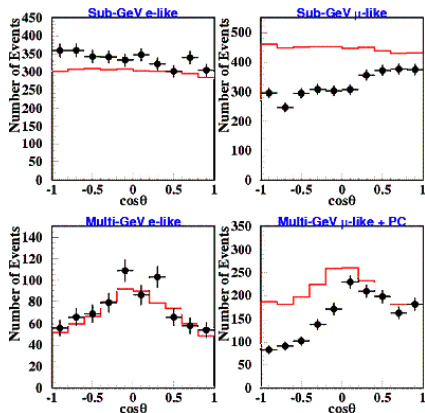 Sub-GeV e-like
Number of Events
450
400
350
300
250
200
150
100
50
0
-1 -0.5 0 0.5 1
cosθ
Sub-GeV μ-like
Number of Events
500
400
300
200
100
0
-1 -0.5 0 0.5 1
cosθ
Multi-GeV e-like
Number of Events
140
120
100
80
60
40
20
0
-1 -0.5 0 0.5 1
cosθ
Multi-GeV μ-like + PC
Number of Events
350
300
250
200
150
100
50
0
-1 -0.5 0 0.5 1
cosθ